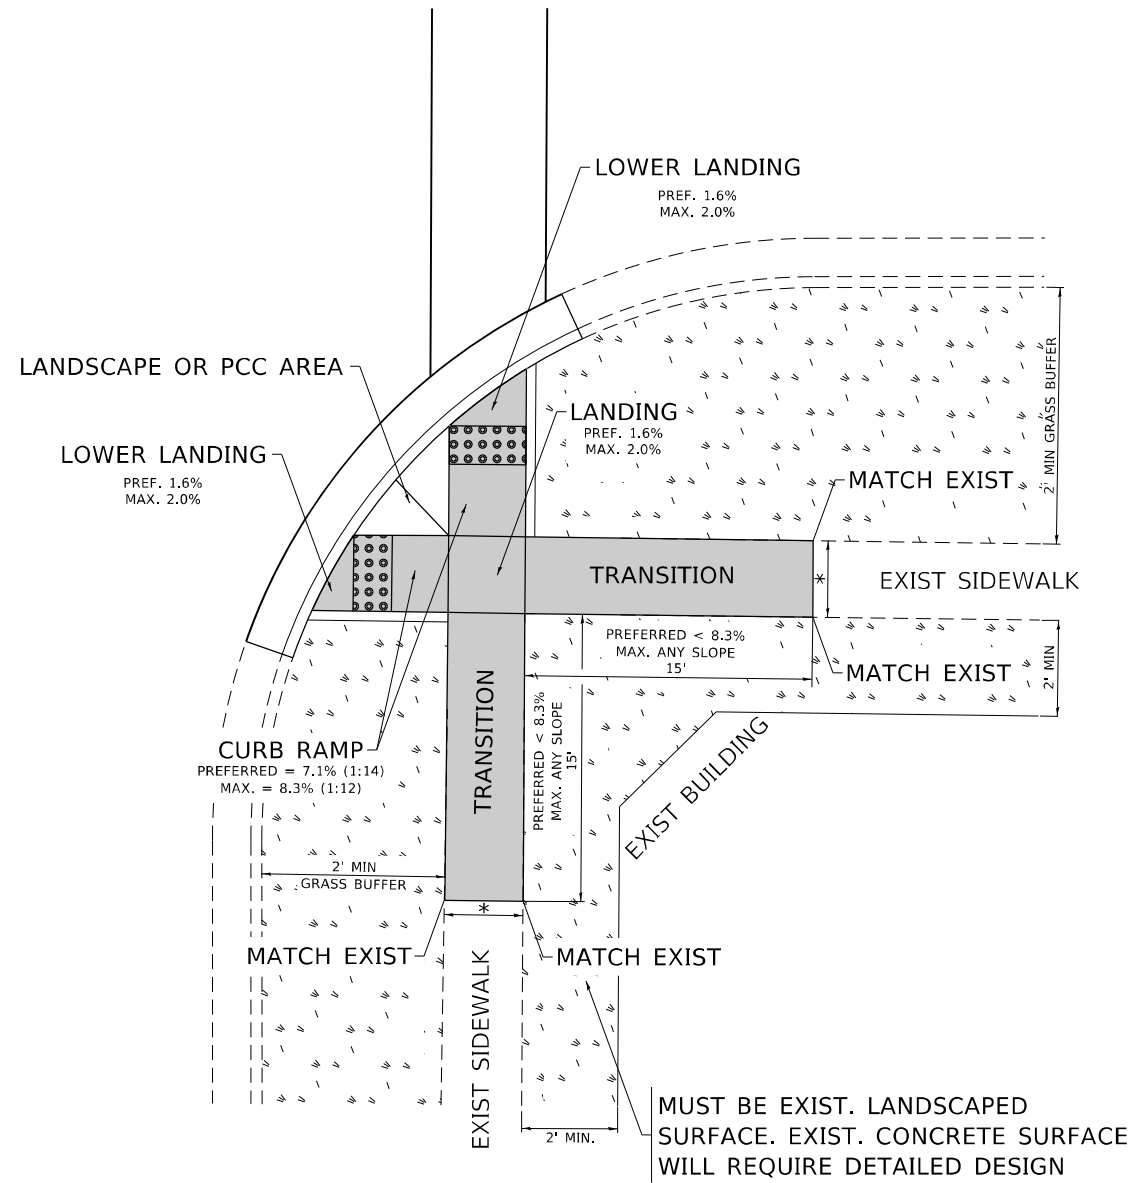 LOWER LANDING
PREF. 1.6%
MAX. 2.0%
LANDSCAPE OR PCC AREA
LANDING
PREF. 1.6%
MAX. 2.0%
2' MIN GRASS BUFFER
LOWER LANDING
PREF. 1.6%
MAX. 2.0%
MATCH EXIST
TRANSITION
*
EXIST SIDEWALK
PREFERRED < 8.3%
MAX. ANY SLOPE
15'
MATCH EXIST
2' MIN
TRANSITION
PREFERRED < 8.3%
MAX. ANY SLOPE
15'
CURB RAMP
PREFERRED = 7.1% (1:14)
MAX. = 8.3% (1:12)
EXIST BUILDING
2' MIN
GRASS BUFFER
*
MATCH EXIST
MATCH EXIST
EXIST SIDEWALK
2' MIN.
MUST BE EXIST. LANDSCAPED
SURFACE. EXIST. CONCRETE SURFACE
WILL REQUIRE DETAILED DESIGN